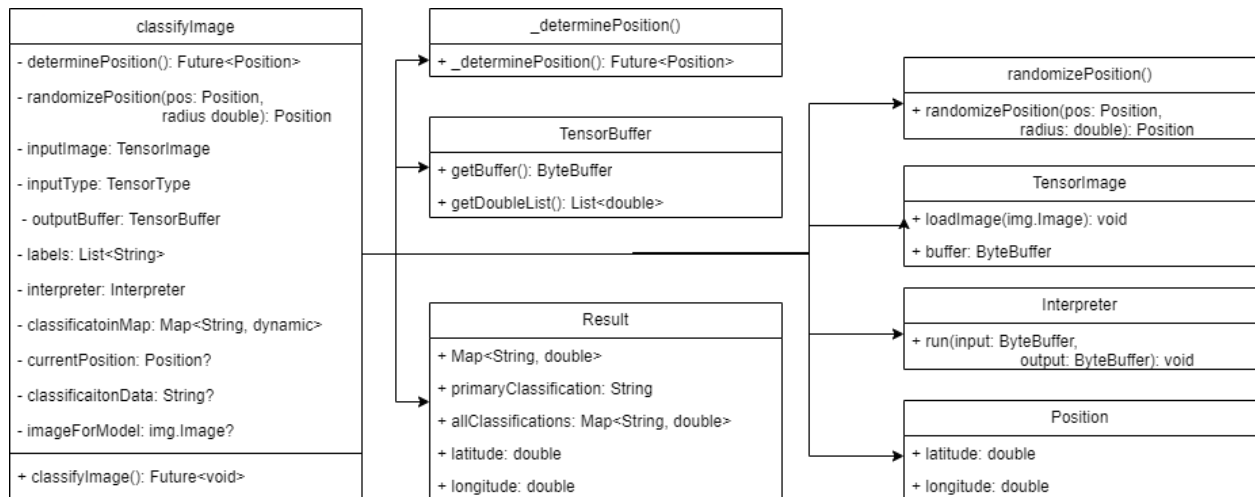 classifyImage
- determinePosition(): Future<Position>
- randomizePosition(pos: Position,
radius double): Position
- inputImage: TensorImage
- inputType: TensorType
- outputBuffer: TensorBuffer
- labels: List<String>
- interpreter: Interpreter
- classificatoinMap: Map<String, dynamic>
- currentPosition: Position?
- classificaitonData: String?
- imageForModel: img.Image?
+ classifyImage(): Future<void>
_determinePosition()
+ _determinePosition(): Future<Position>
TensorBuffer
+ getBuffer(): ByteBuffer
+ getDoubleList(): List<double>
Result
+ Map<String, double>
+ primaryClassification: String
+ allClassifications: Map<String, double>
+ latitude: double
+ longitude: double
randomizePosition()
+ randomizePosition(pos: Position,
radius: double): Position
TensorImage
+ loadImage(img.Image): void
+ buffer: ByteBuffer
Interpreter
+ run(input: ByteBuffer,
output: ByteBuffer): void
Position
+ latitude: double
+ longitude: double